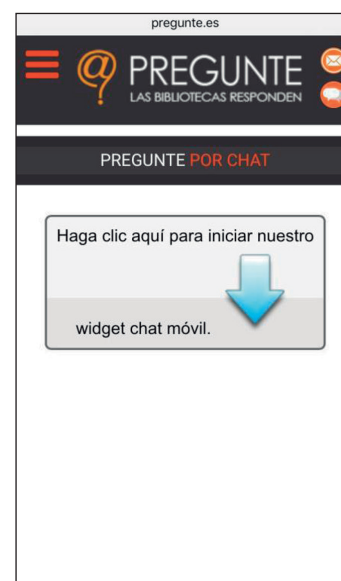 pregunte.es
PREGUNTE
LAS BIBLIOTECAS RESPONDEN
PREGUNTE POR CHAT
Haga clic aquí para iniciar nuestro
widget chat móvil.